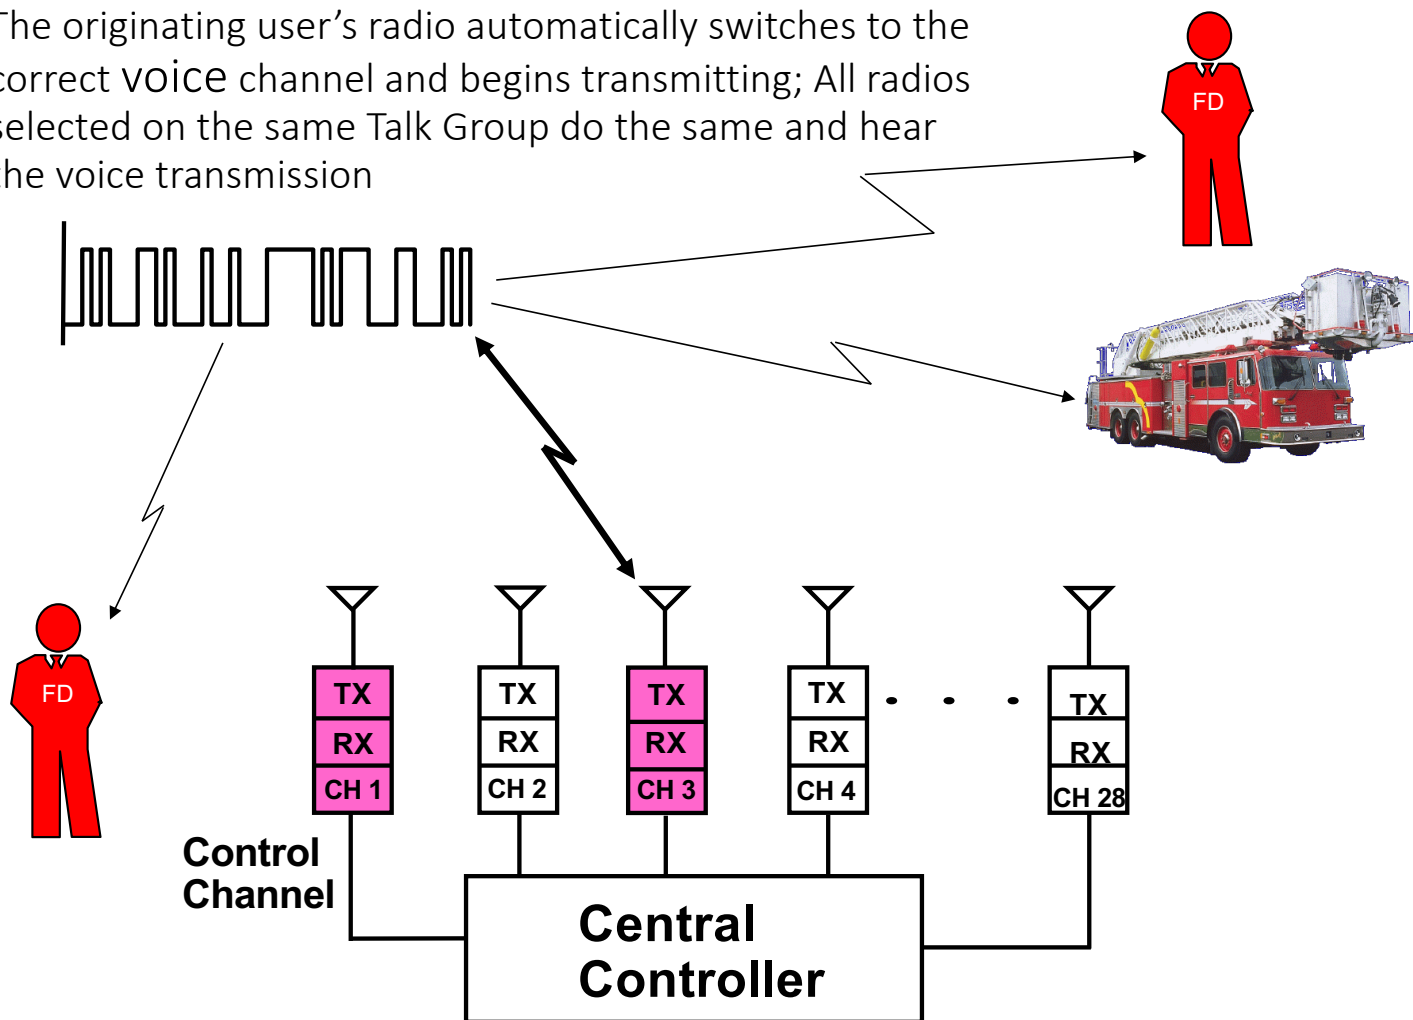 The originating user’s radio automatically switches to the
correct voice channel and begins transmitting; All radios
selected on the same Talk Group do the same and hear
the voice transmission
FD
FD
TX
RX
CH 1
TX
RX
CH 2
TX
RX
CH 3
TX
RX
CH 4
TX
RX
CH 28
Control
Channel
Central
Controller